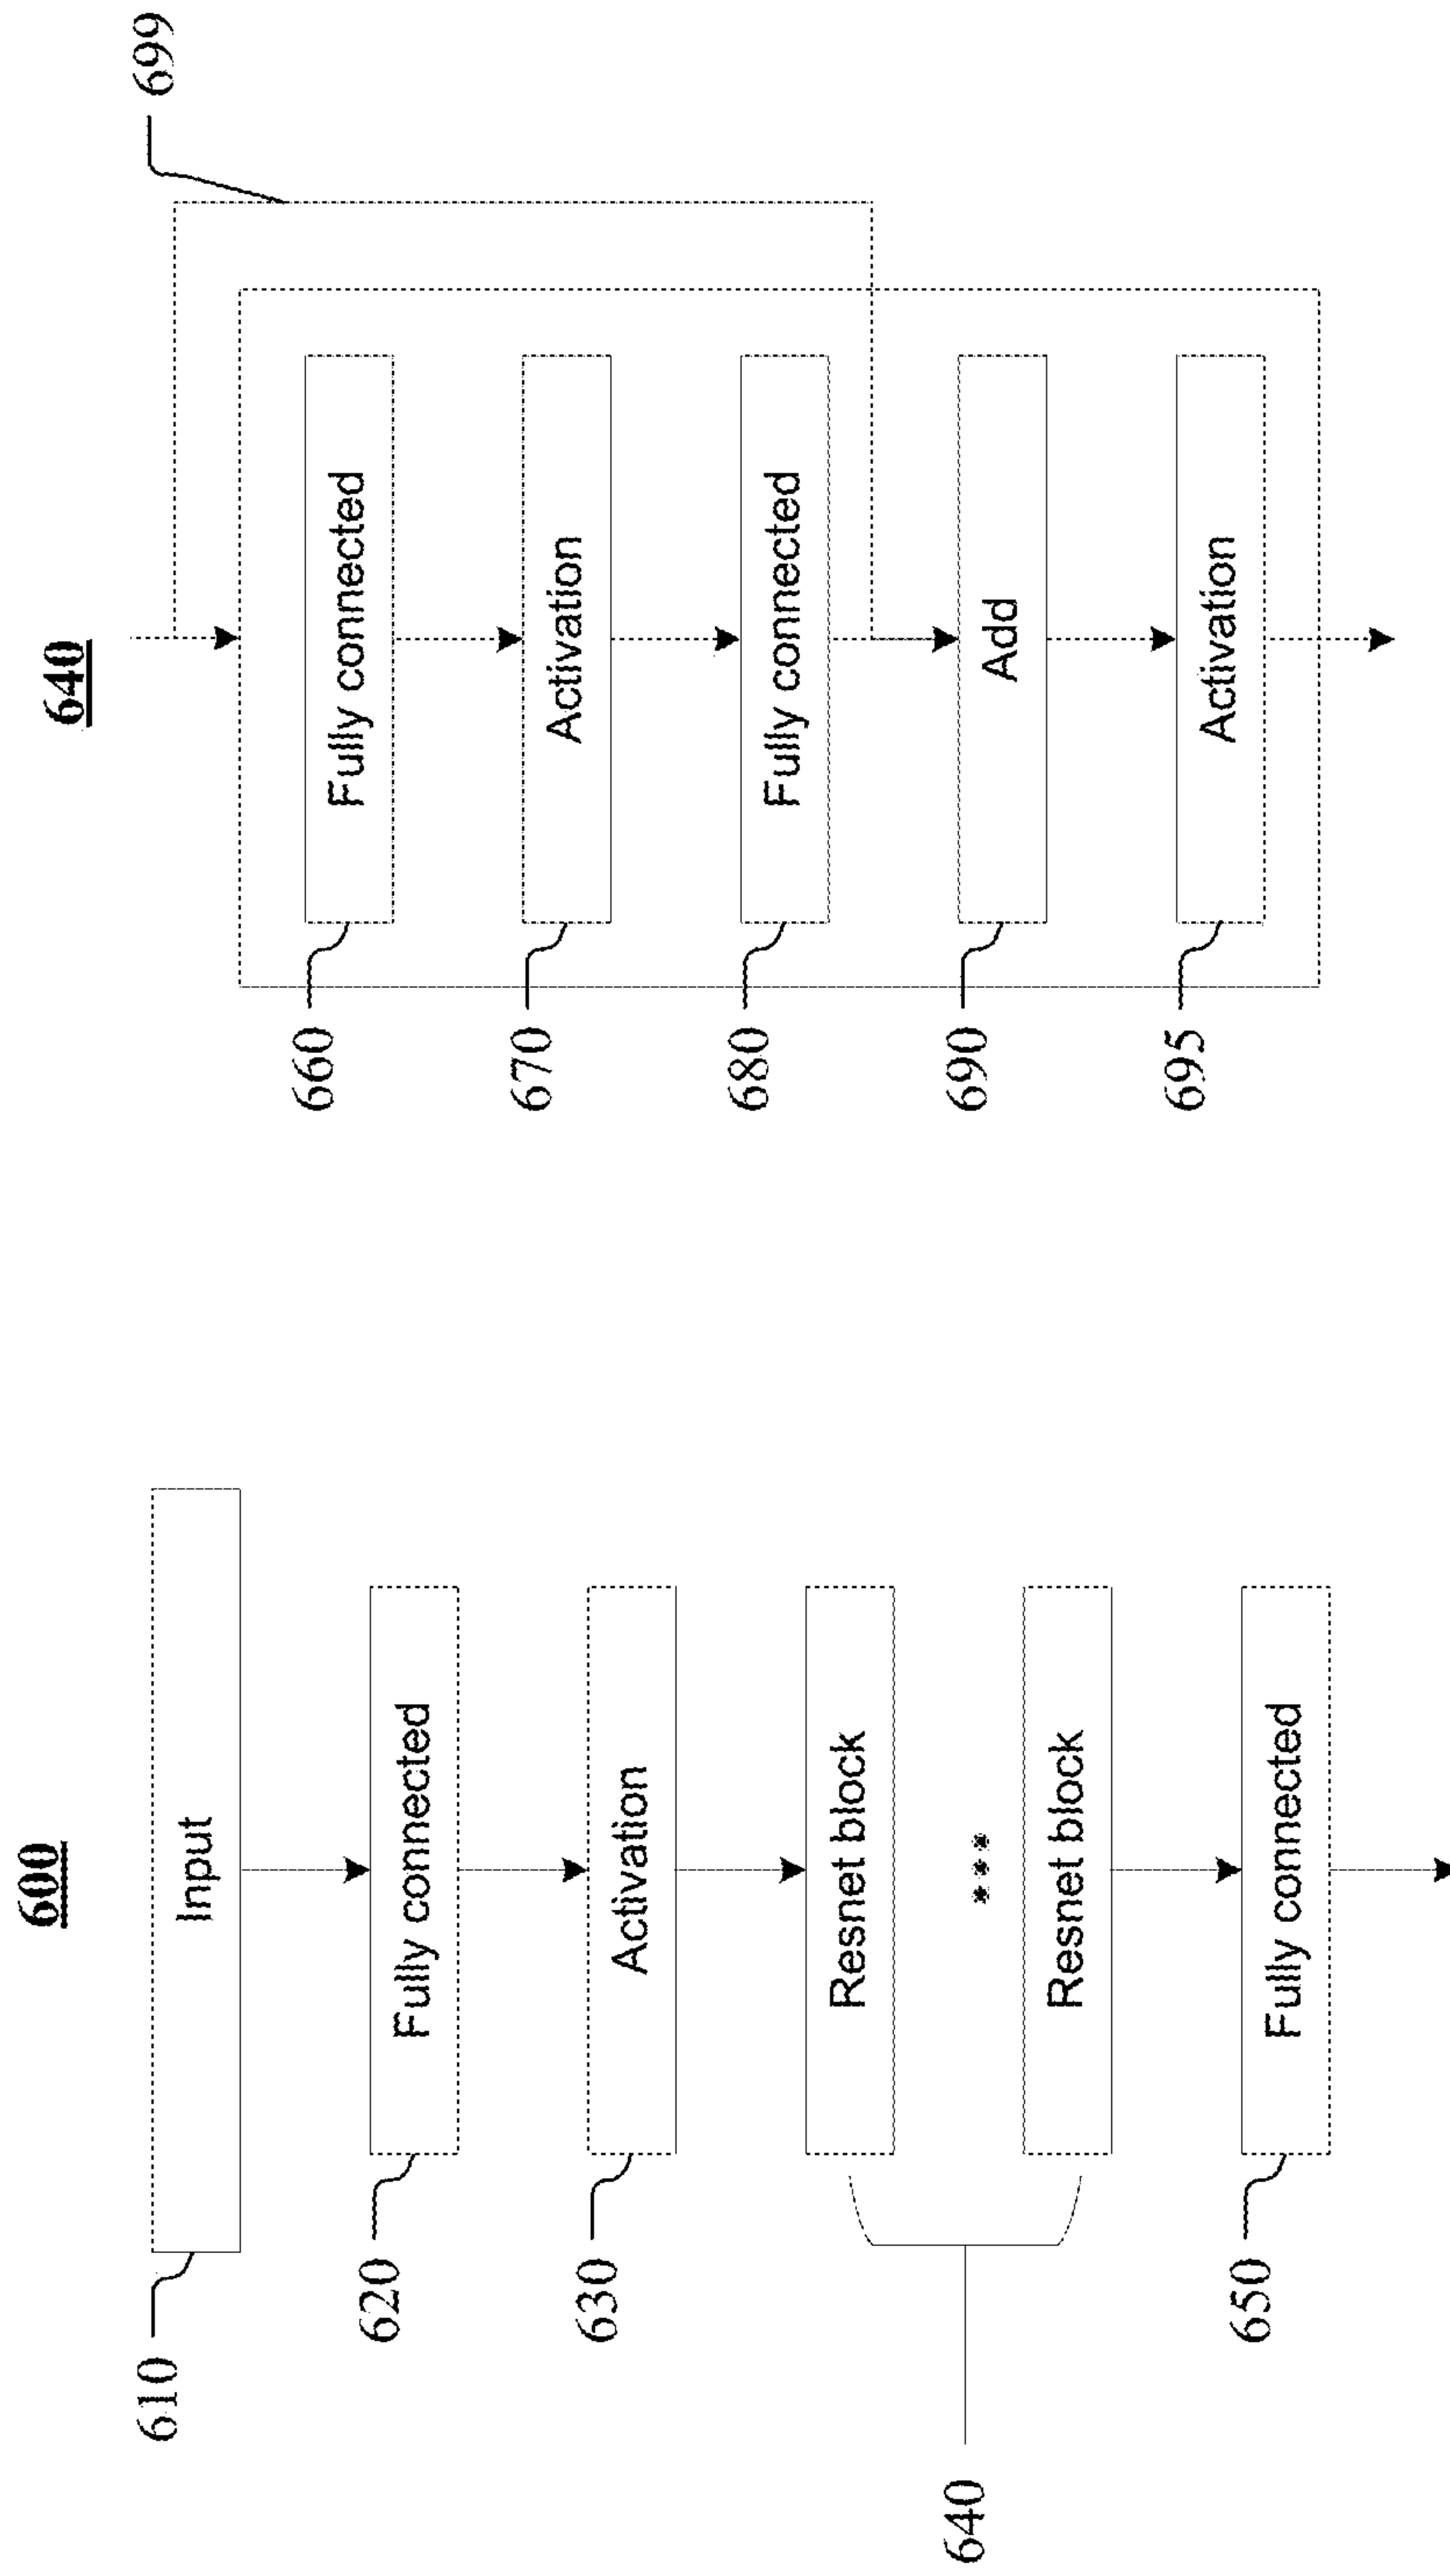 600
610
Input
620
Fully connected
630
Activation
640
Resnet block
•••
Resnet block
650
Fully connected
640
699
660
Fully connected
670
Activation
680
Fully connected
690
Add
695
Activation